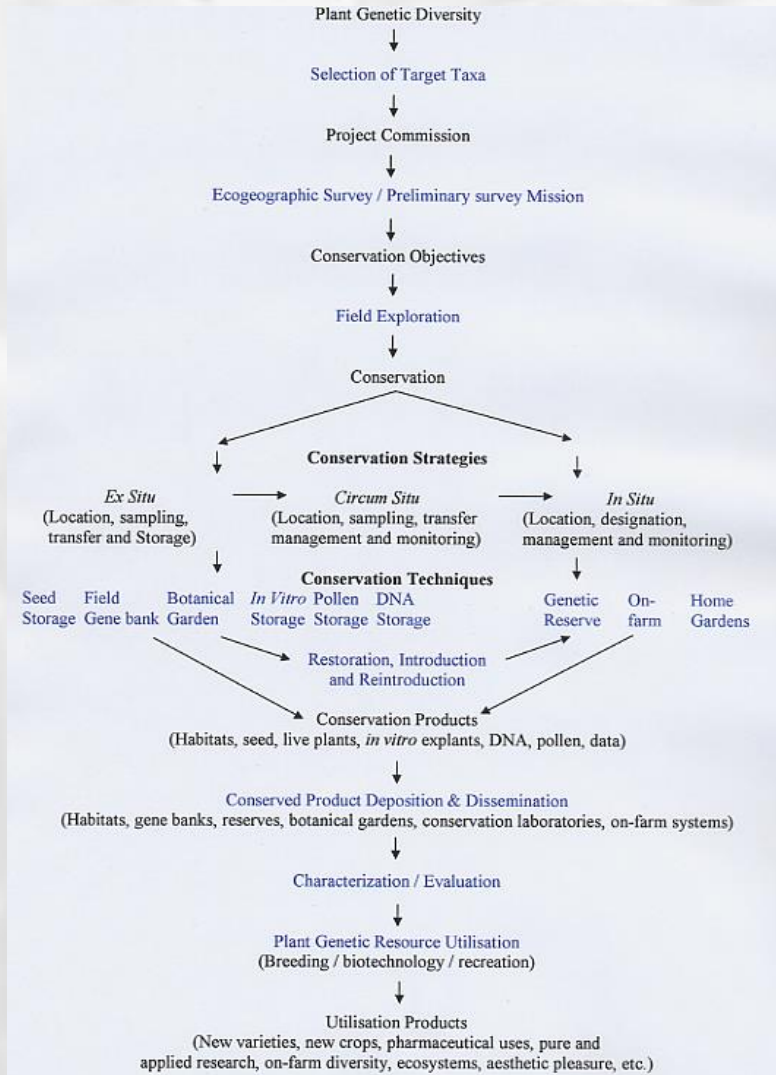 Plant Genetic Diversity
Selection of Target Taxa
Project Commission
Ecogeographic Survey / Preliminary survey Mission
Conservation Objectives
Field Exploration
Conservation
Conservation Strategies
Ex Situ
(Location, sampling,
transfer and Storage)
Circum Situ
(Location, sampling, transfer
management and monitoring)
In Situ
(Location, designation,
management and monitoring)
Conservation Techniques
Seed Field Botanical In Vitro Pollen DNA Genetic On- Home
Storage Gene bank Garden Storage Storage Storage Reserve farm Gardens
Restoration, Introduction
and Reintroduction
Conservation Products
(Habitats, seed, live plants, in vitro explants, DNA, pollen, data)
Conserved Product Deposition & Dissemination
(Habitats, gene banks, reserves, botanical gardens, conservation laboratories, on-farm systems)
Characterization / Evaluation
Plant Genetic Resource Utilisation
(Breeding / biotechnology / recreation)
Utilisation Products
(New varieties, new crops, pharmaceutical uses, pure and
applied research, on-farm diversity, ecosystems, aesthetic pleasure, etc.)